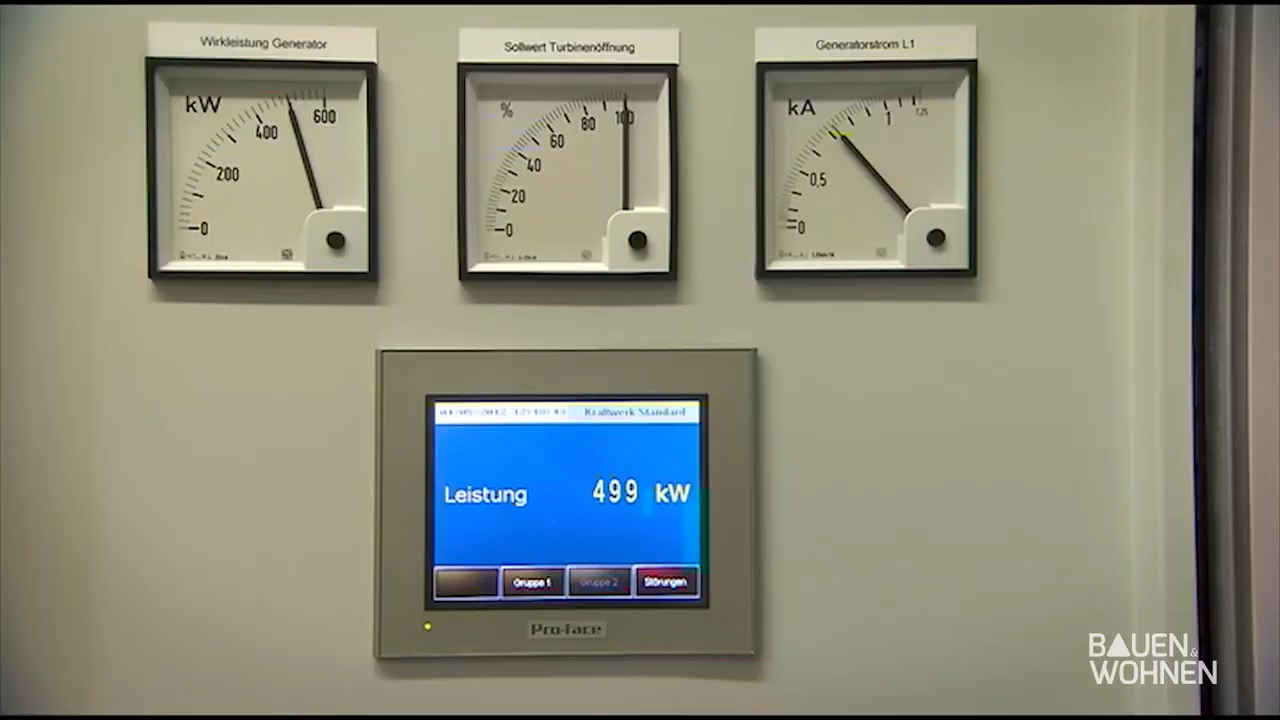 Wirkleistung Generator
Sollwert Turbinenöffnung
Generatorstrom L1
kW
0
200
400
600
%
0
20
40
60
80
100
kA
0
0,5
1
1,25
Kraftwerk Standard
Leistung 499 kW
Gruppe 1
Gruppe 2
Störungen
Pro-face
BAUEN &
WOHNEN